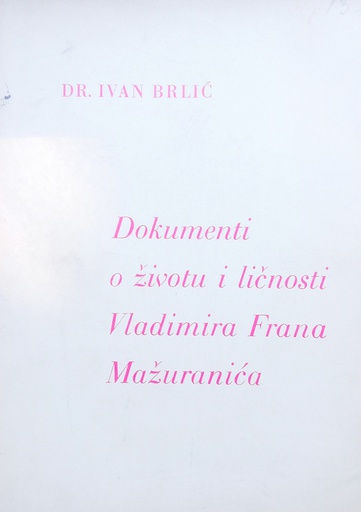 DR. IVAN BRLIĆ
Dokumenti
o životu i ličnosti
Vladimira Frana
Mažuranića